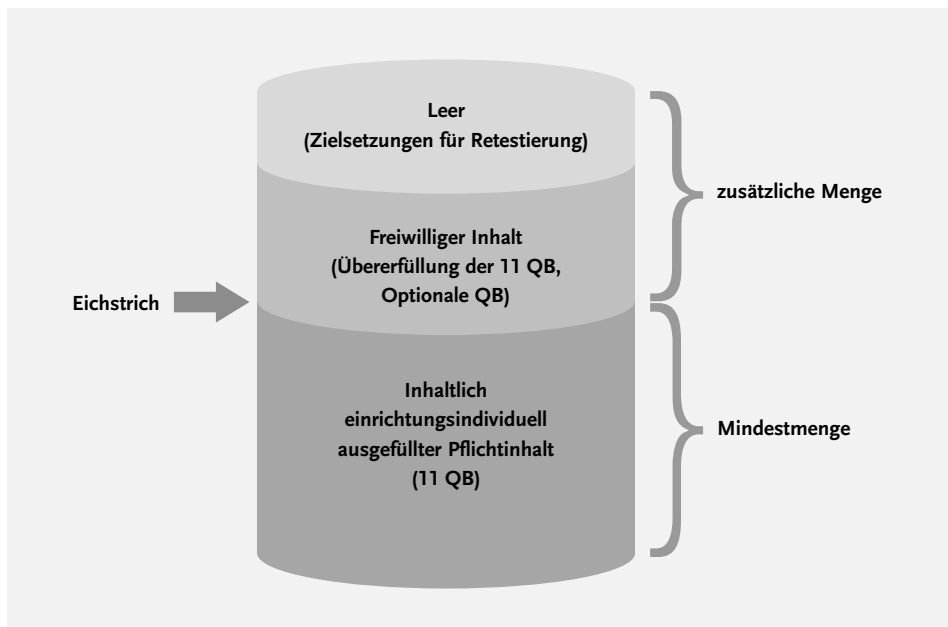 Leer
(Zielsetzungen für Retestierung)
zusätzliche Menge
Freiwilliger Inhalt
(Übererfüllung der 11 QB,
Optionale QB)
Eichstrich
Inhaltlich
einrichtungsindividuell
ausgefüllter Pflichtinhalt
(11 QB)
Mindestmenge